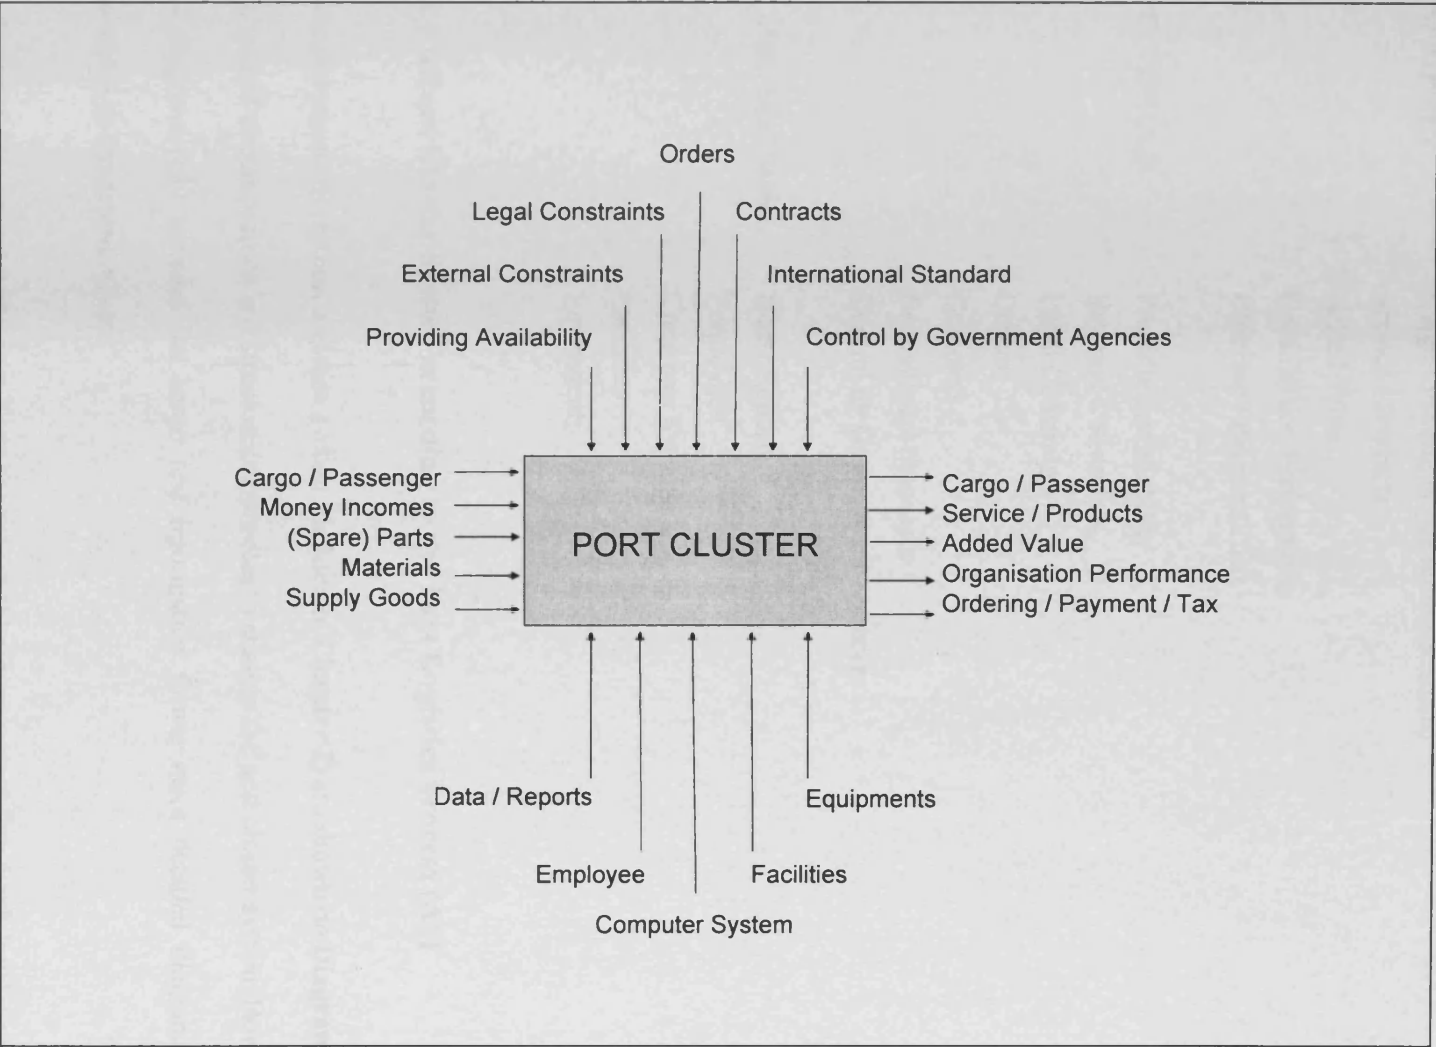 Orders
Legal Constraints
Contracts
External Constraints
International Standard
Providing Availability
Control by Government Agencies
Cargo / Passenger
Money Incomes
(Spare) Parts
Materials
Supply Goods
PORT CLUSTER
Cargo / Passenger
Service / Products
Added Value
Organisation Performance
Ordering / Payment / Tax
Data / Reports
Equipments
Employee
Facilities
Computer System